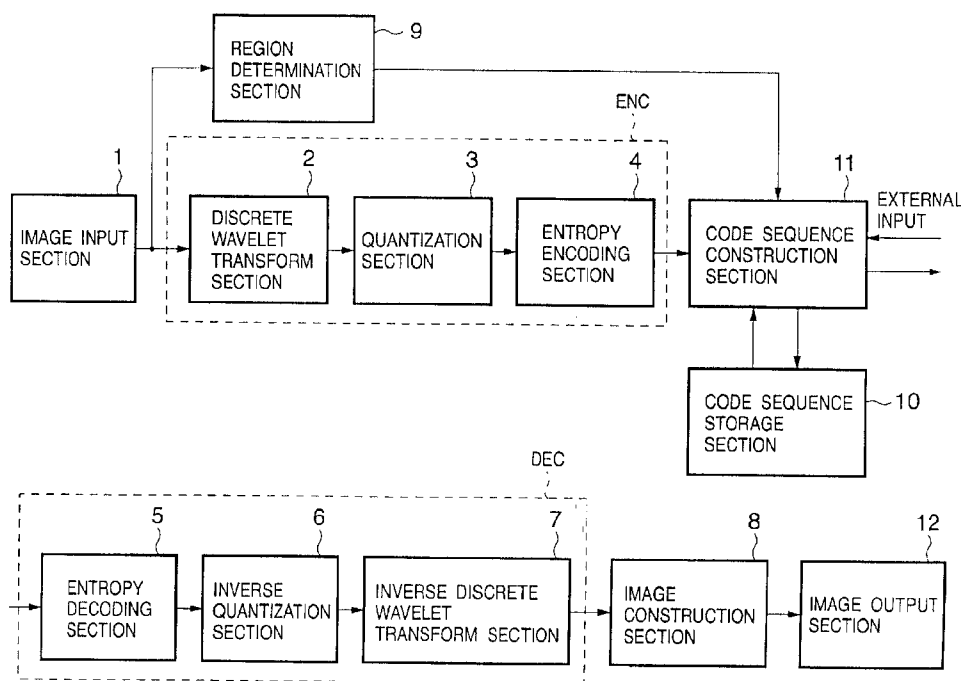 9
REGION
DETERMINATION
SECTION
ENC
1
2
3
4
11
IMAGE INPUT
SECTION
DISCRETE
WAVELET
TRANSFORM
SECTION
QUANTIZATION
SECTION
ENTROPY
ENCODING
SECTION
CODE SEQUENCE
CONSTRUCTION
SECTION
EXTERNAL
INPUT
CODE SEQUENCE
STORAGE
SECTION
10
DEC
5
6
7
8
12
ENTROPY
DECODING
SECTION
INVERSE
QUANTIZATION
SECTION
INVERSE DISCRETE
WAVELET
TRANSFORM SECTION
IMAGE
CONSTRUCTION
SECTION
IMAGE OUTPUT
SECTION